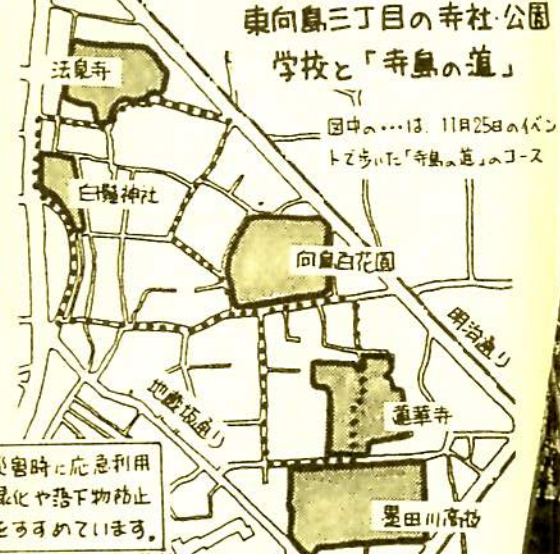 東向島三丁目の寺社・公園
学校と「寺島の道」
図中の・・・は、11月25日のイベン
トで歩いた「寺島の道」のコース
法泉寺
白鬚神社
向島百花園
明治通り
地蔵坂通り
蓮華寺
墨田川高校
災害時に応急利用
緑化や落下物防止
をすすめています。